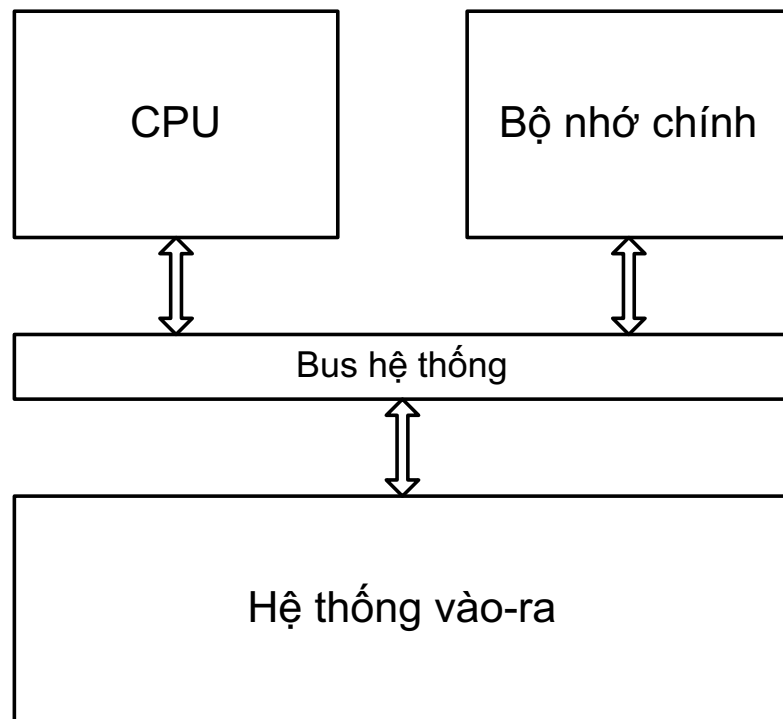 CPU
Bộ nhớ chính
Bus hệ thống
Hệ thống vào-ra